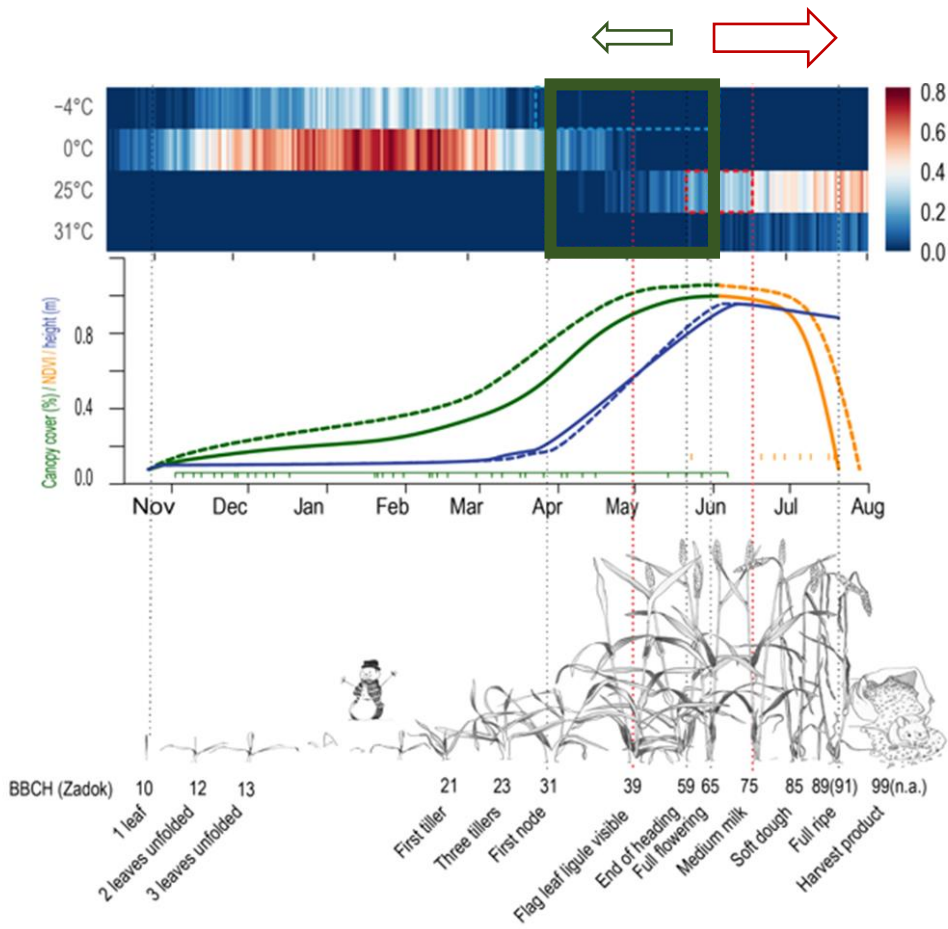 −4°C
0°C
25°C
31°C
0.8
0.6
0.4
0.2
0.0
Canopy cover (%) / NDVI / height (m)
0.8
0.4
0.0
Nov Dec Jan Feb Mar Apr May Jun Jul Aug
BBCH (Zadok) 10 12 13 21 23 31 39 59 65 75 85 89(91) 99(n.a.)
1 leaf
2 leaves unfolded
3 leaves unfolded
First tiller
Three tillers
First node
Flag leaf ligule visible
End of heading
Full flowering
Medium milk
Soft dough
Full ripe
Harvest product